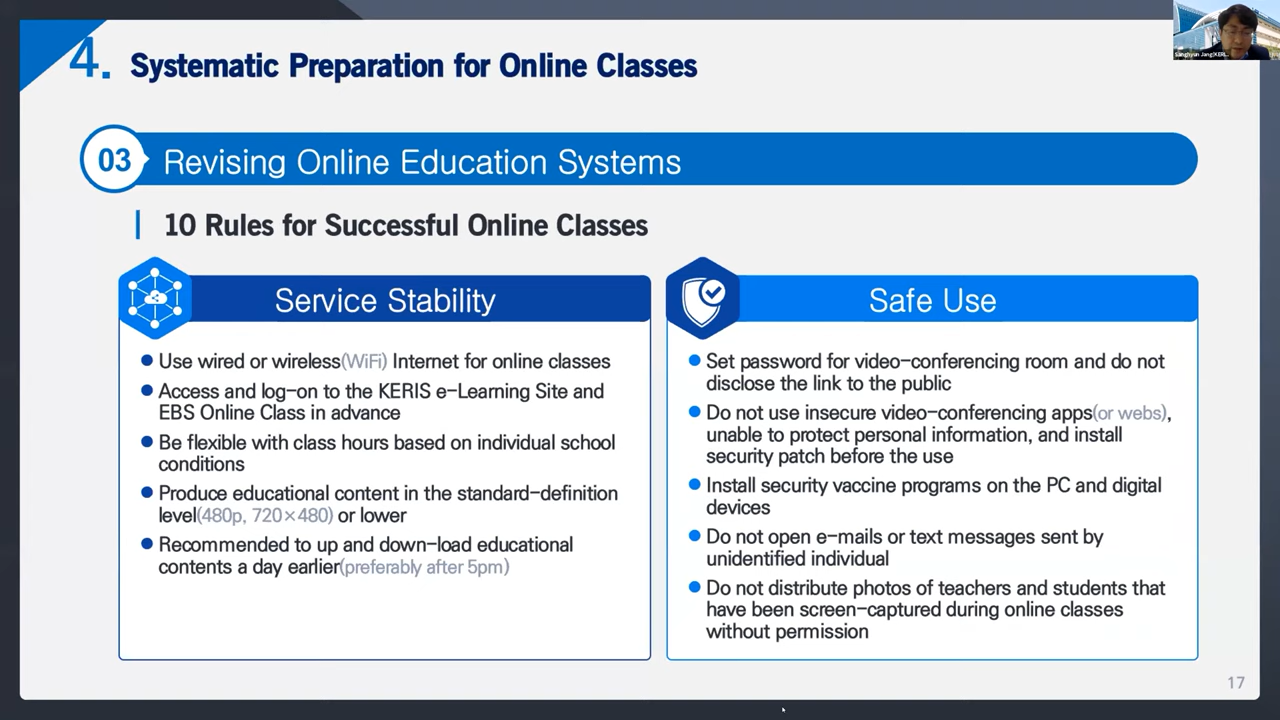 4. Systematic Preparation for Online Classes
03 Revising Online Education Systems
10 Rules for Successful Online Classes
Service Stability
Use wired or wireless(WiFi) Internet for online classes
Access and log-on to the KERIS e-Learning Site and
EBS Online Class in advance
Be flexible with class hours based on individual school
conditions
Produce educational content in the standard-definition
level(480p, 720×480) or lower
Recommended to up and down-load educational
contents a day earlier(preferably after 5pm)
Safe Use
Set password for video-conferencing room and do not
disclose the link to the public
Do not use insecure video-conferencing apps(or webs),
unable to protect personal information, and install
security patch before the use
Install security vaccine programs on the PC and digital
devices
Do not open e-mails or text messages sent by
unidentified individual
Do not distribute photos of teachers and students that
have been screen-captured during online classes
without permission
17
Sanghyun Jang(KERI...